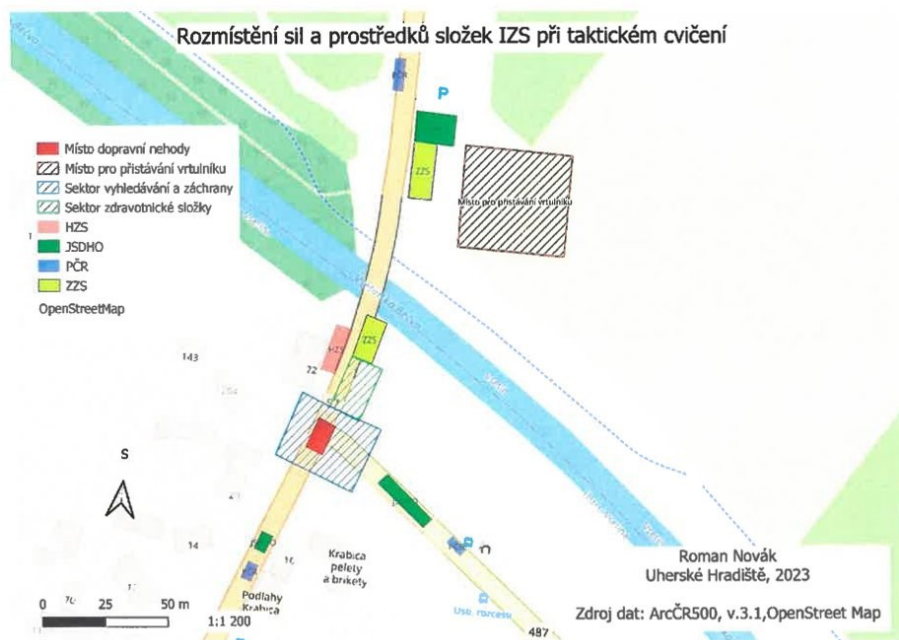 Rozmístění sil a prostředků složek IZS při taktickém cvičení
PČR
P
Místo dopravní nehody
Místo pro přistávání vrtulníku
Sektor vyhledávání a záchrany
Sektor zdravotnické složky
HZS
JSDHO
PČR
ZZS
OpenStreetMap
ZZS
Místo pro přistávání vrtulníku
HZS
ZZS
143
72
264
S
14
Krabica
pelety
a brikety
Podlahy
Krabica
487
0 25 50 m
1:1 200
Roman Novák
Uherské Hradiště, 2023
Zdroj dat: ArcČR500, v.3.1,OpenStreet Map